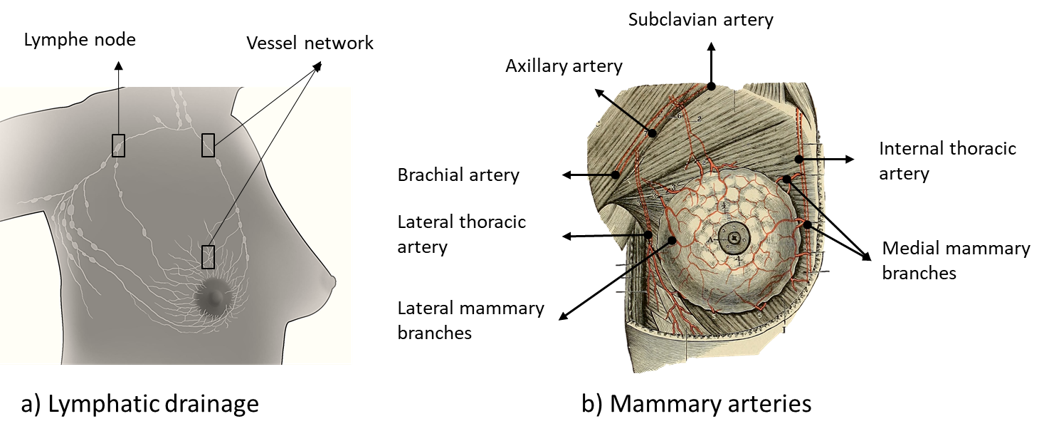 Lymphe node
Vessel network
a) Lymphatic drainage
Subclavian artery
Axillary artery
Brachial artery
Lateral thoracic
artery
Lateral mammary
branches
Internal thoracic
artery
Medial mammary
branches
b) Mammary arteries